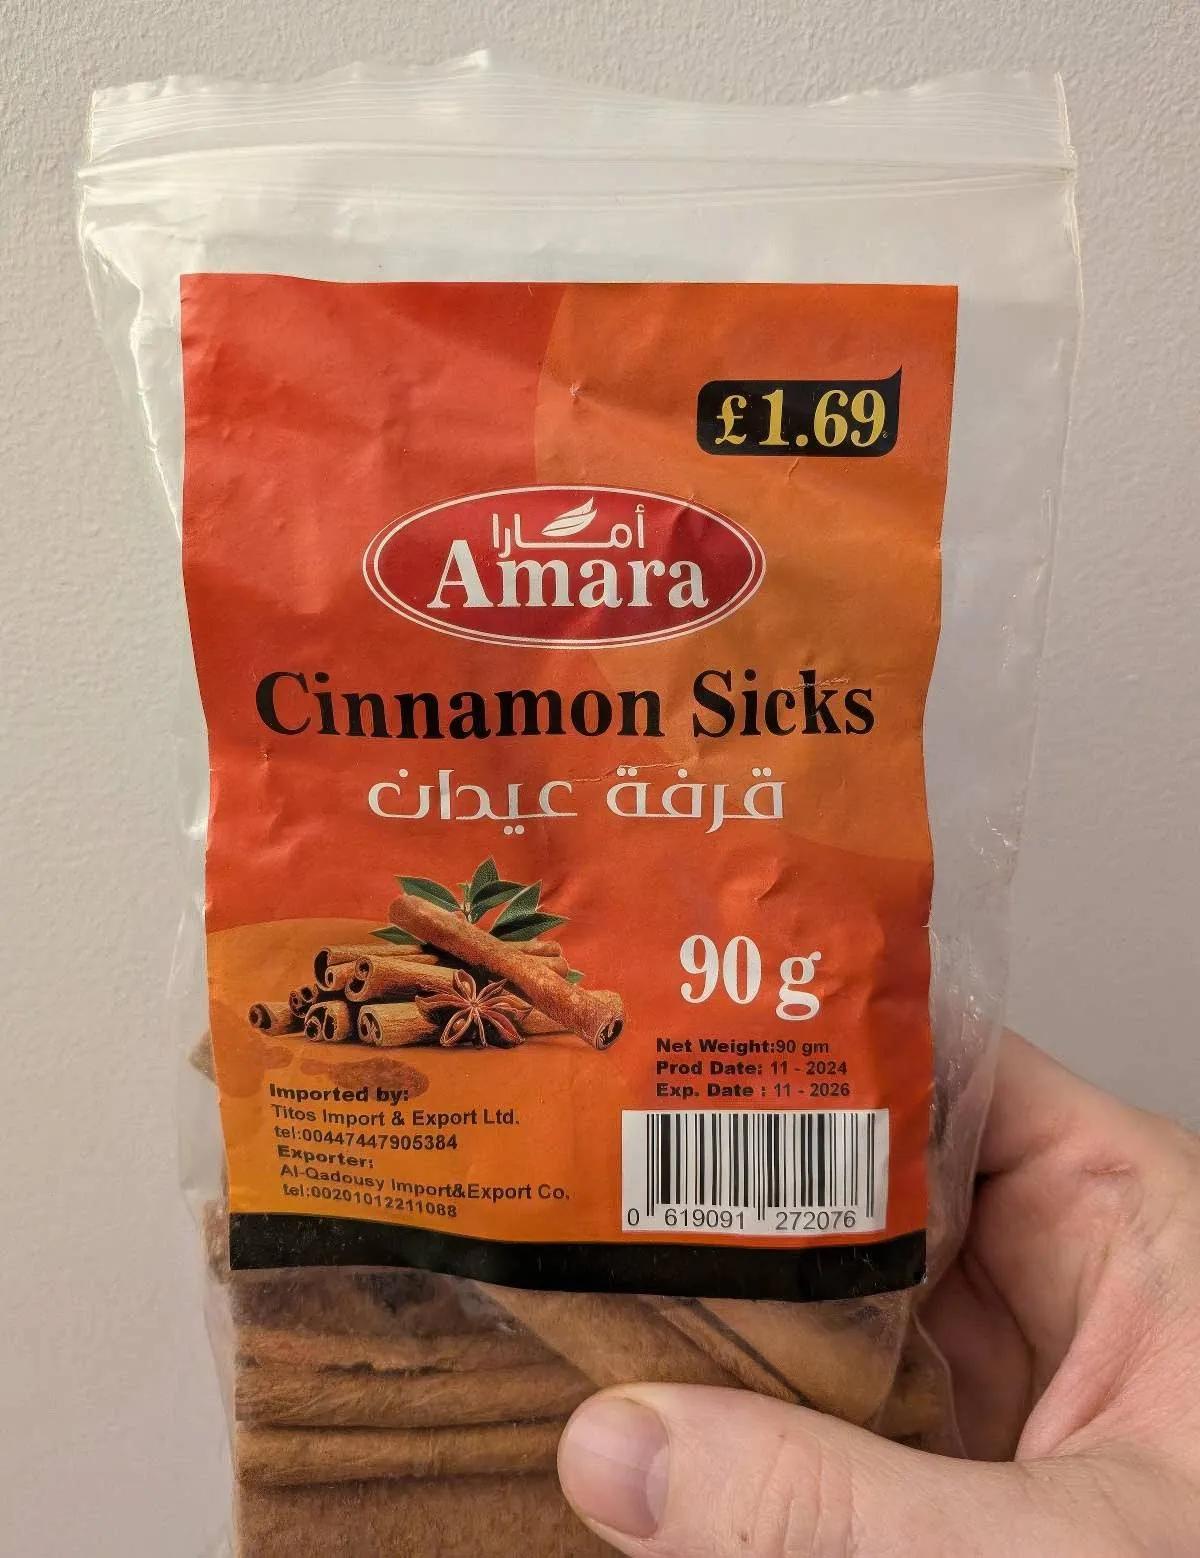 £1.69
أمارا
Amara
Cinnamon Sicks
قرفة عيدان
90 g
Net Weight:90 gm
Prod Date: 11 - 2024
Exp. Date : 11 - 2026
Imported by:
Titos Import & Export Ltd.
tel:00447447905384
Exporter:
Al-Qadousy Import&Export Co.
tel:00201012211088
0 619091 272076